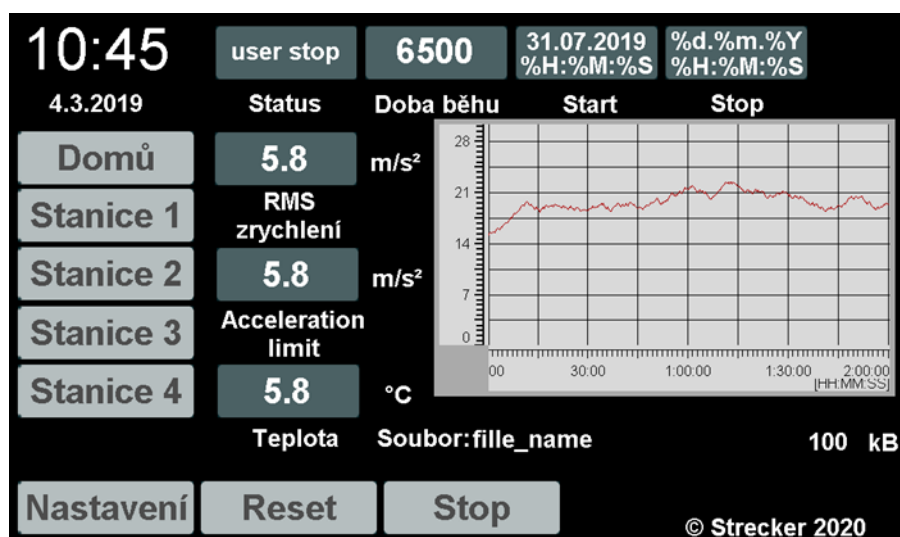 10:45
user stop
6500
31.07.2019
%H:%M:%S
%d.%m.%Y
%H:%M:%S
4.3.2019
Status
Doba běhu
Start
Stop
Domů
Stanice 1
Stanice 2
Stanice 3
Stanice 4
5.8
m/s²
RMS
zrychlení
5.8
m/s²
Acceleration
limit
5.8
°C
Teplota
28
21
14
7
0
00
30:00
1:00:00
1:30:00
2:00:00
[HH:MM:SS]
Soubor:fille_name
100 kB
Nastavení
Reset
Stop
© Strecker 2020